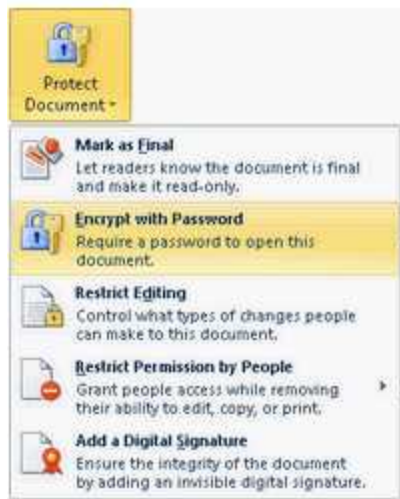 Protect
Document
Mark as Final
Let readers know the document is final
and make it read-only.
Encrypt with Password
Require a password to open this
document.
Restrict Editing
Control what types of changes people
can make to this document.
Restrict Permission by People
Grant people access while removing
their ability to edit, copy, or print.
Add a Digital Signature
Ensure the integrity of the document
by adding an invisible digital signature.